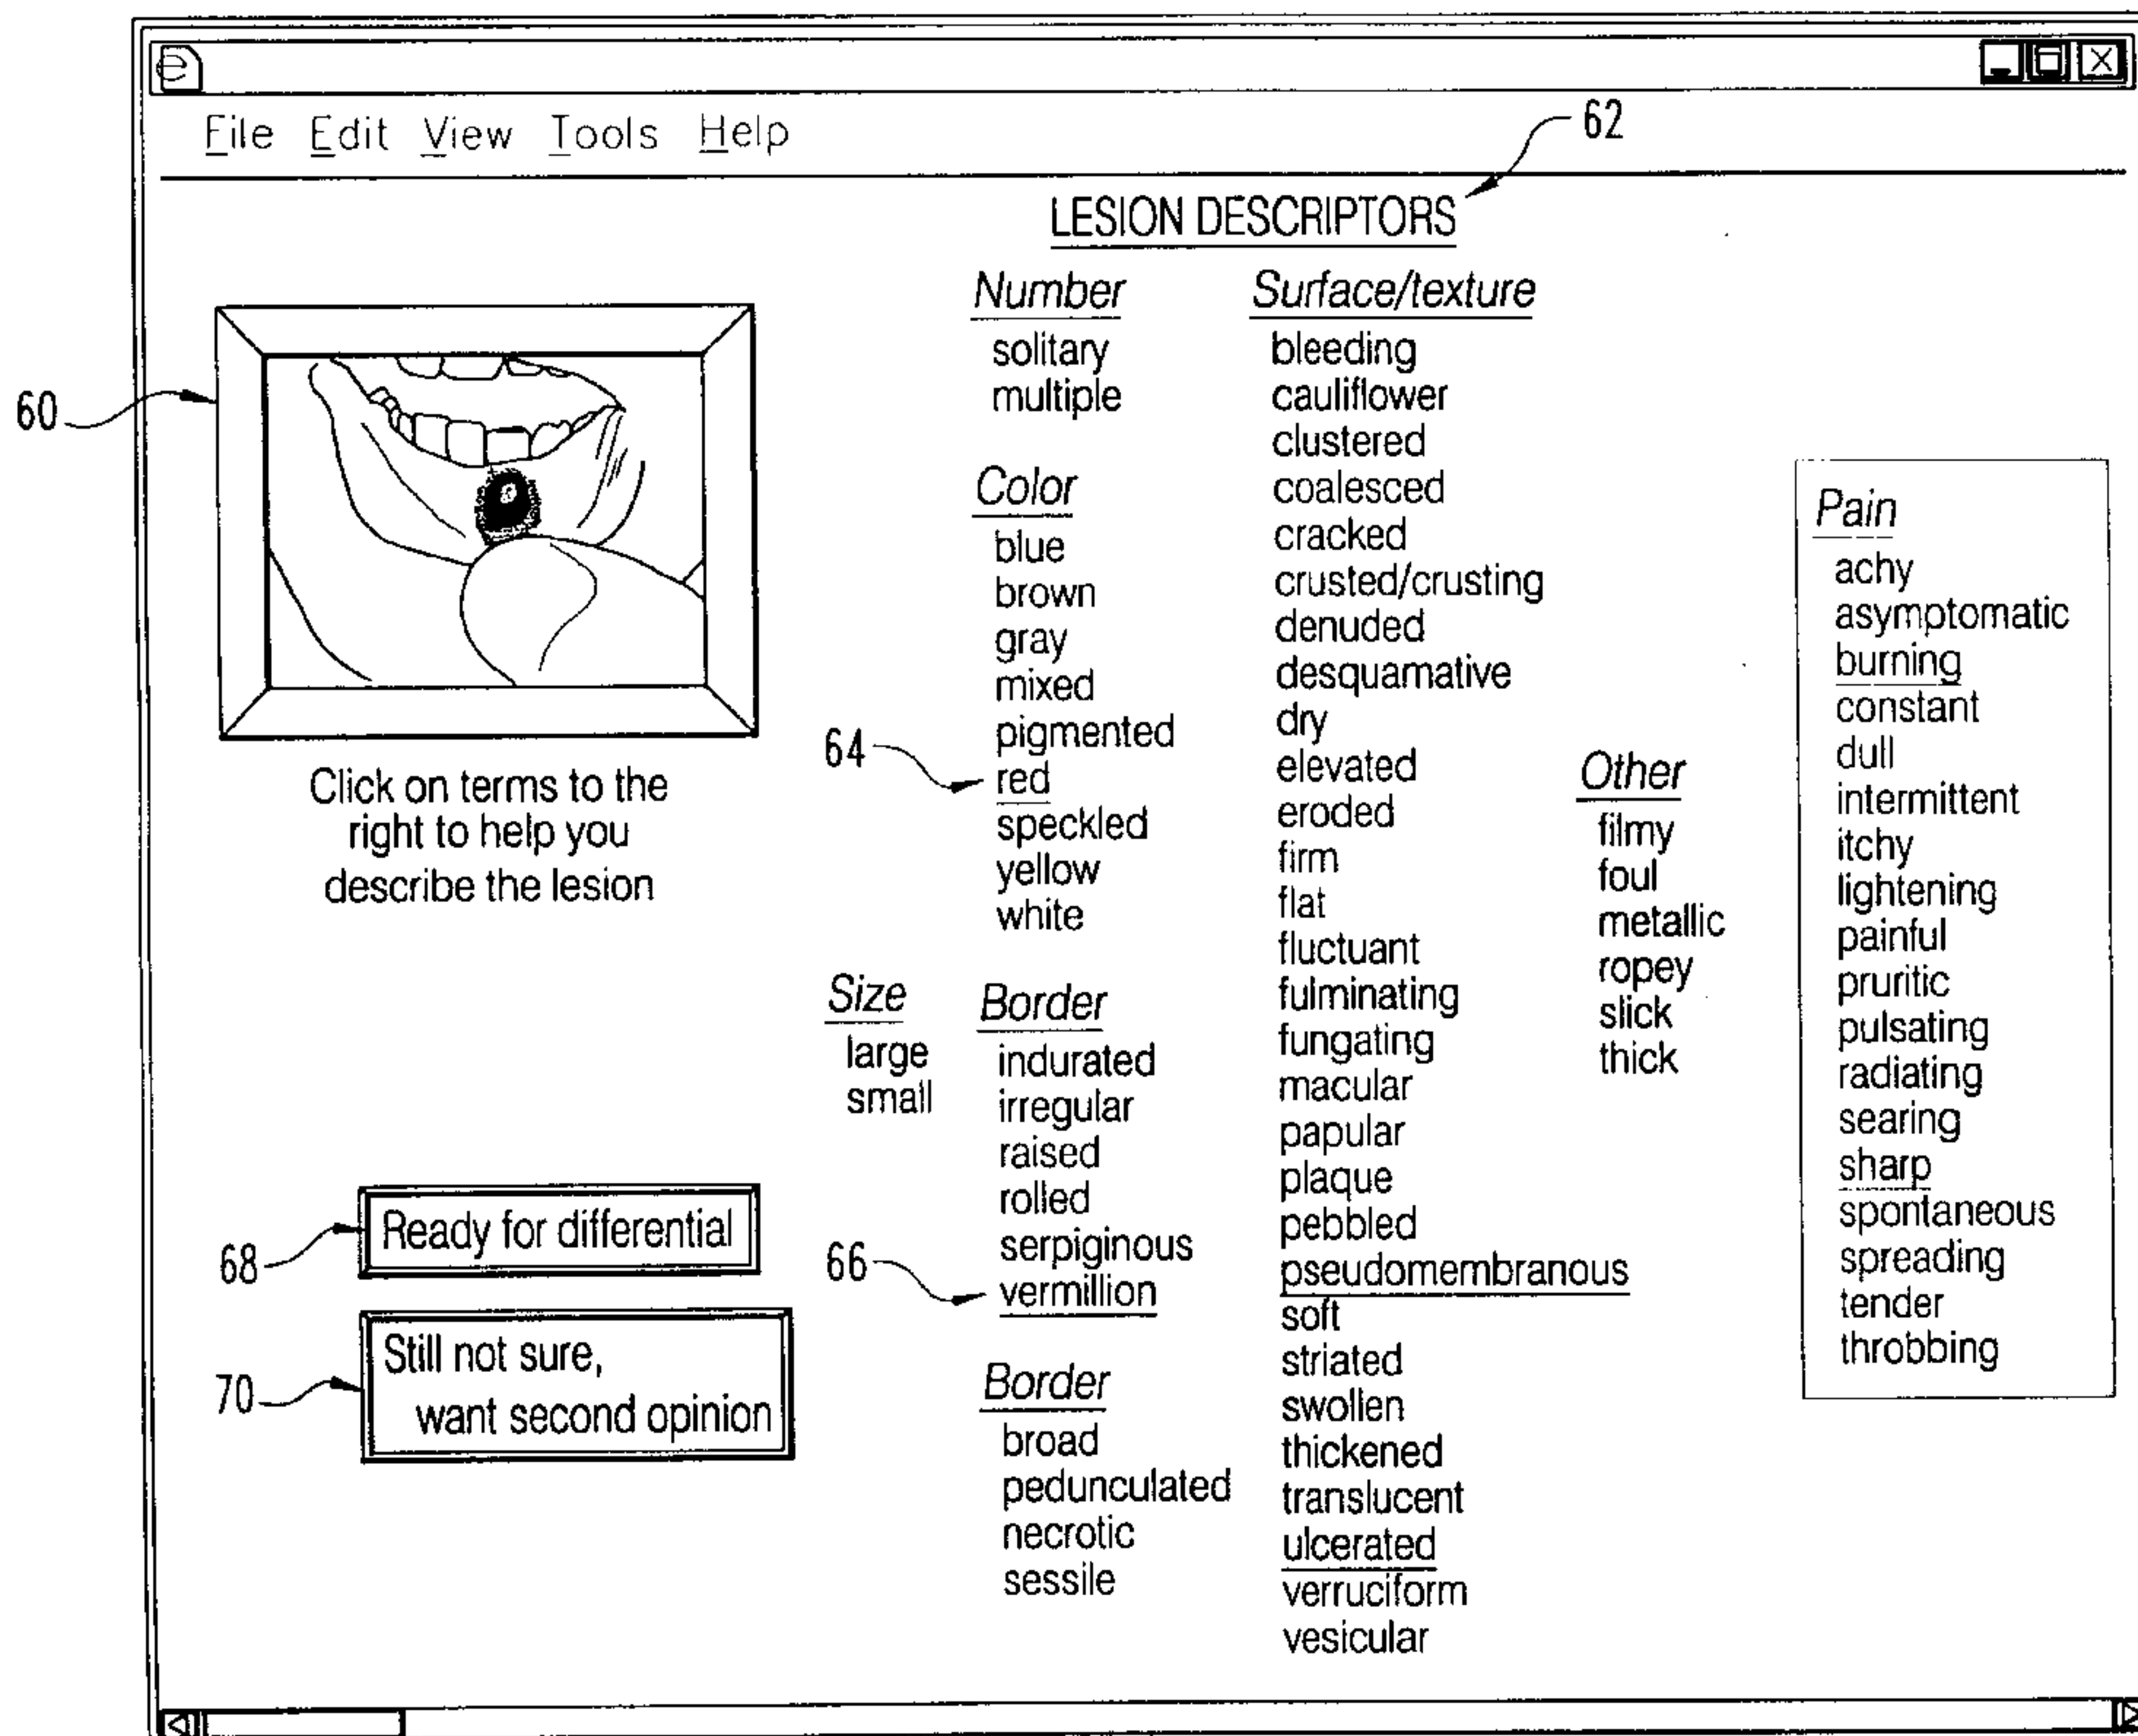 File Edit View Tools Help
62
LESION DESCRIPTORS
60
Click on terms to the
right to help you
describe the lesion
68
Ready for differential
70
Still not sure,
want second opinion
Size
large
small
Number
solitary
multiple
Color
blue
brown
gray
mixed
pigmented
64
red
speckled
yellow
white
Border
indurated
irregular
raised
rolled
serpiginous
66
vermillion
Border
broad
pedunculated
necrotic
sessile
Surface/texture
bleeding
cauliflower
clustered
coalesced
cracked
crusted/crusting
denuded
desquamative
dry
elevated
eroded
firm
flat
fluctuant
fulminating
fungating
macular
papular
plaque
pebbled
pseudomembranous
soft
striated
swollen
thickened
translucent
ulcerated
verruciform
vesicular
Other
filmy
foul
metallic
ropey
slick
thick
Pain
achy
asymptomatic
burning
constant
dull
intermittent
itchy
lightening
painful
pruritic
pulsating
radiating
searing
sharp
spontaneous
spreading
tender
throbbing